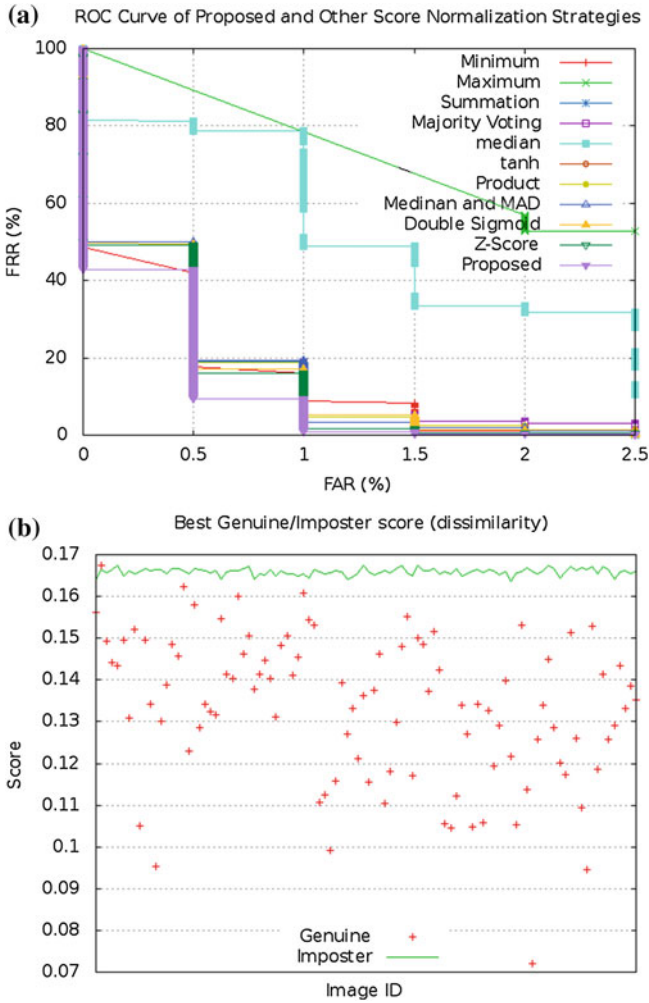 (a) ROC Curve of Proposed and Other Score Normalization Strategies
100
80
60
40
20
0
FRR (%)
Minimum
Maximum
Summation
Majority Voting
median
tanh
Product
Medinan and MAD
Double Sigmoid
Z-Score
Proposed
0 0.5 1 1.5 2 2.5
FAR (%)
(b) Best Genuine/Imposter score (dissimilarity)
0.17
0.16
0.15
0.14
0.13
0.12
0.11
0.1
0.09
0.08
0.07
Score
Genuine
Imposter
Image ID